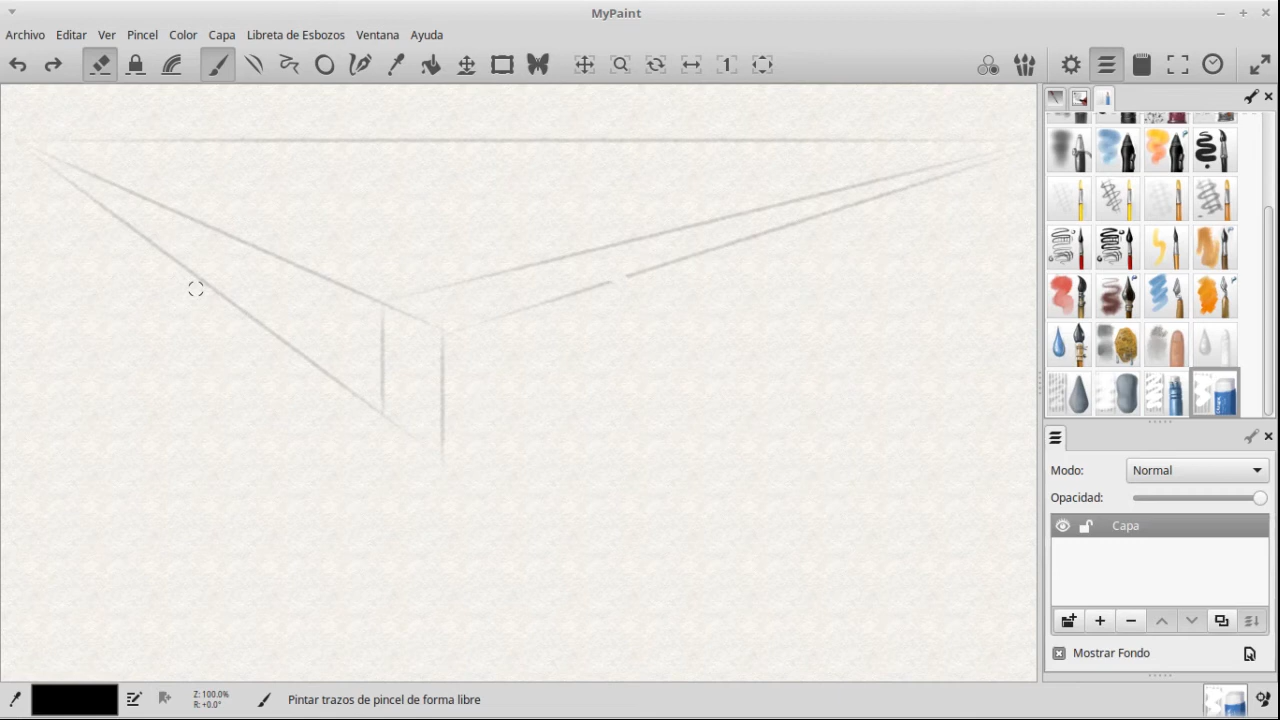 MyPaint
Archivo Editar Ver Pincel Color Capa Libreta de Esbozos Ventana Ayuda
1
Modo: Normal
Opacidad:
Capa
Mostrar Fondo
Z: 100.0%
R: +0.0°
Pintar trazos de pincel de forma libre